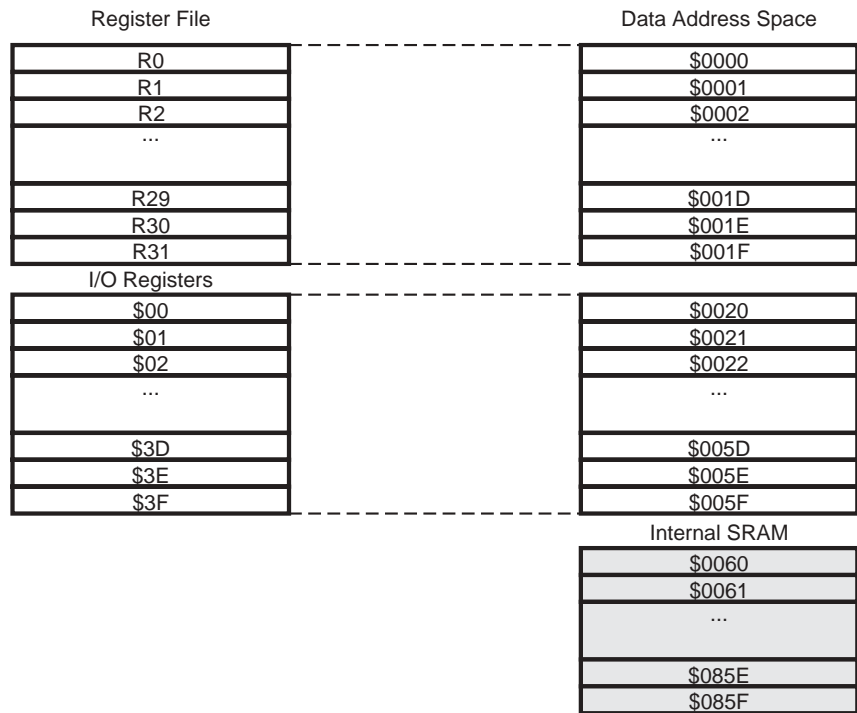 Register File Data Address Space
R0 $0000
R1 $0001
R2 $0002
... ...
R29 $001D
R30 $001E
R31 $001F
I/O Registers
$00 $0020
$01 $0021
$02 $0022
... ...
$3D $005D
$3E $005E
$3F $005F
Internal SRAM
$0060
$0061
...
$085E
$085F